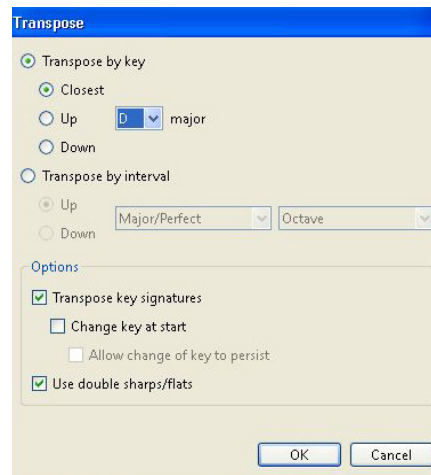 Transpose
Transpose by key
Closest
Up D major
Down
Transpose by interval
Up
Major/Perfect Octave
Down
Options
Transpose key signatures
Change key at start
Allow change of key to persist
Use double sharps/flats
OK Cancel